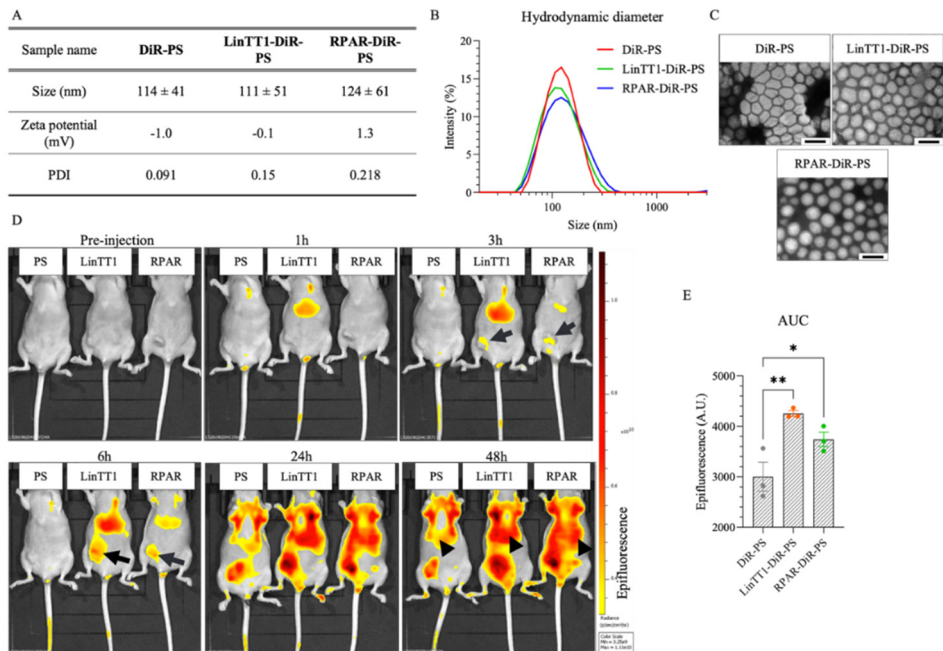 A
Sample name
DiR-PS
LinTT1-DiR-
PS
RPAR-DiR-
PS
Size (nm)
114 ± 41
111 ± 51
124 ± 61
Zeta potential
(mV)
-1.0
-0.1
1.3
PDI
0.091
0.15
0.218
B
Hydrodynamic diameter
DiR-PS
LinTT1-DiR-PS
RPAR-DiR-PS
Intensity (%)
20
15
10
5
0
100
1000
Size (nm)
C
DiR-PS
LinTT1-DiR-PS
RPAR-DiR-PS
D
Pre-injection
1h
3h
PS
LinTT1
RPAR
PS
LinTT1
RPAR
PS
LinTT1
RPAR
6h
24h
48h
PS
LinTT1
RPAR
PS
LinTT1
RPAR
PS
LinTT1
RPAR
Epifluorescence
Radiance
Color Scale
E
AUC
**
*
Epifluorescence (A.U.)
5000
4000
3000
2000
DiR-PS
LinTT1-DiR-PS
RPAR-DiR-PS